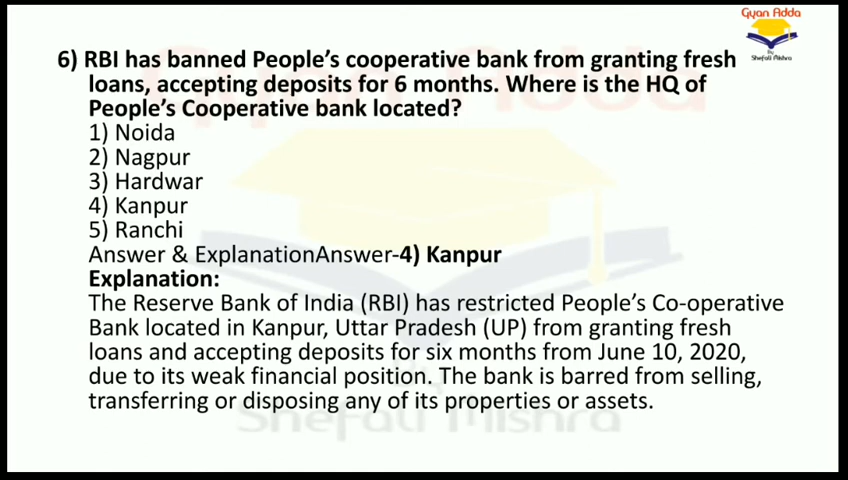 Gyan Adda
By
Shefali Mishra
6) RBI has banned People's cooperative bank from granting fresh
loans, accepting deposits for 6 months. Where is the HQ of
People's Cooperative bank located?
1) Noida
2) Nagpur
3) Hardwar
4) Kanpur
5) Ranchi
Answer & ExplanationAnswer-4) Kanpur
Explanation:
The Reserve Bank of India (RBI) has restricted People's Co-operative
Bank located in Kanpur, Uttar Pradesh (UP) from granting fresh
loans and accepting deposits for six months from June 10, 2020,
due to its weak financial position. The bank is barred from selling,
transferring or disposing any of its properties or assets.
Gyan Adda
By
Shefali Mishra